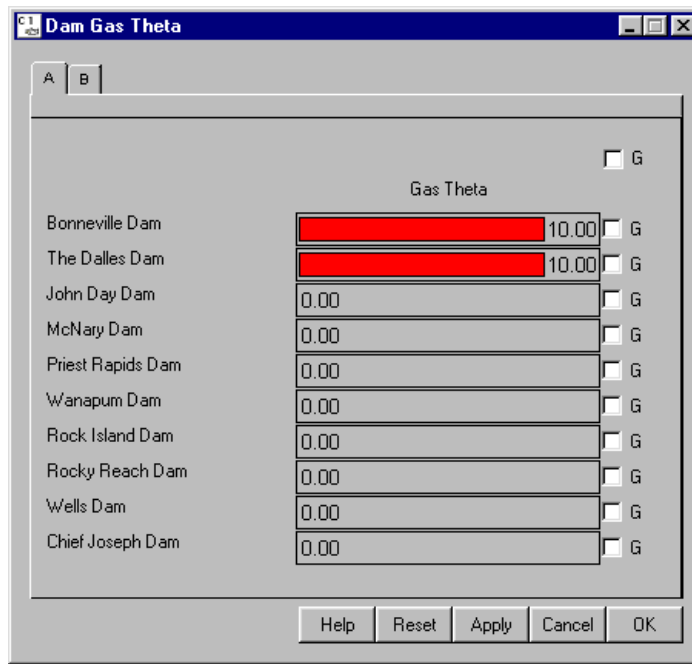 C 1
Dam Gas Theta
A B
G
Gas Theta
Bonneville Dam 10.00 G
The Dalles Dam 10.00 G
John Day Dam 0.00 G
McNary Dam 0.00 G
Priest Rapids Dam 0.00 G
Wanapum Dam 0.00 G
Rock Island Dam 0.00 G
Rocky Reach Dam 0.00 G
Wells Dam 0.00 G
Chief Joseph Dam 0.00 G
Help Reset Apply Cancel OK